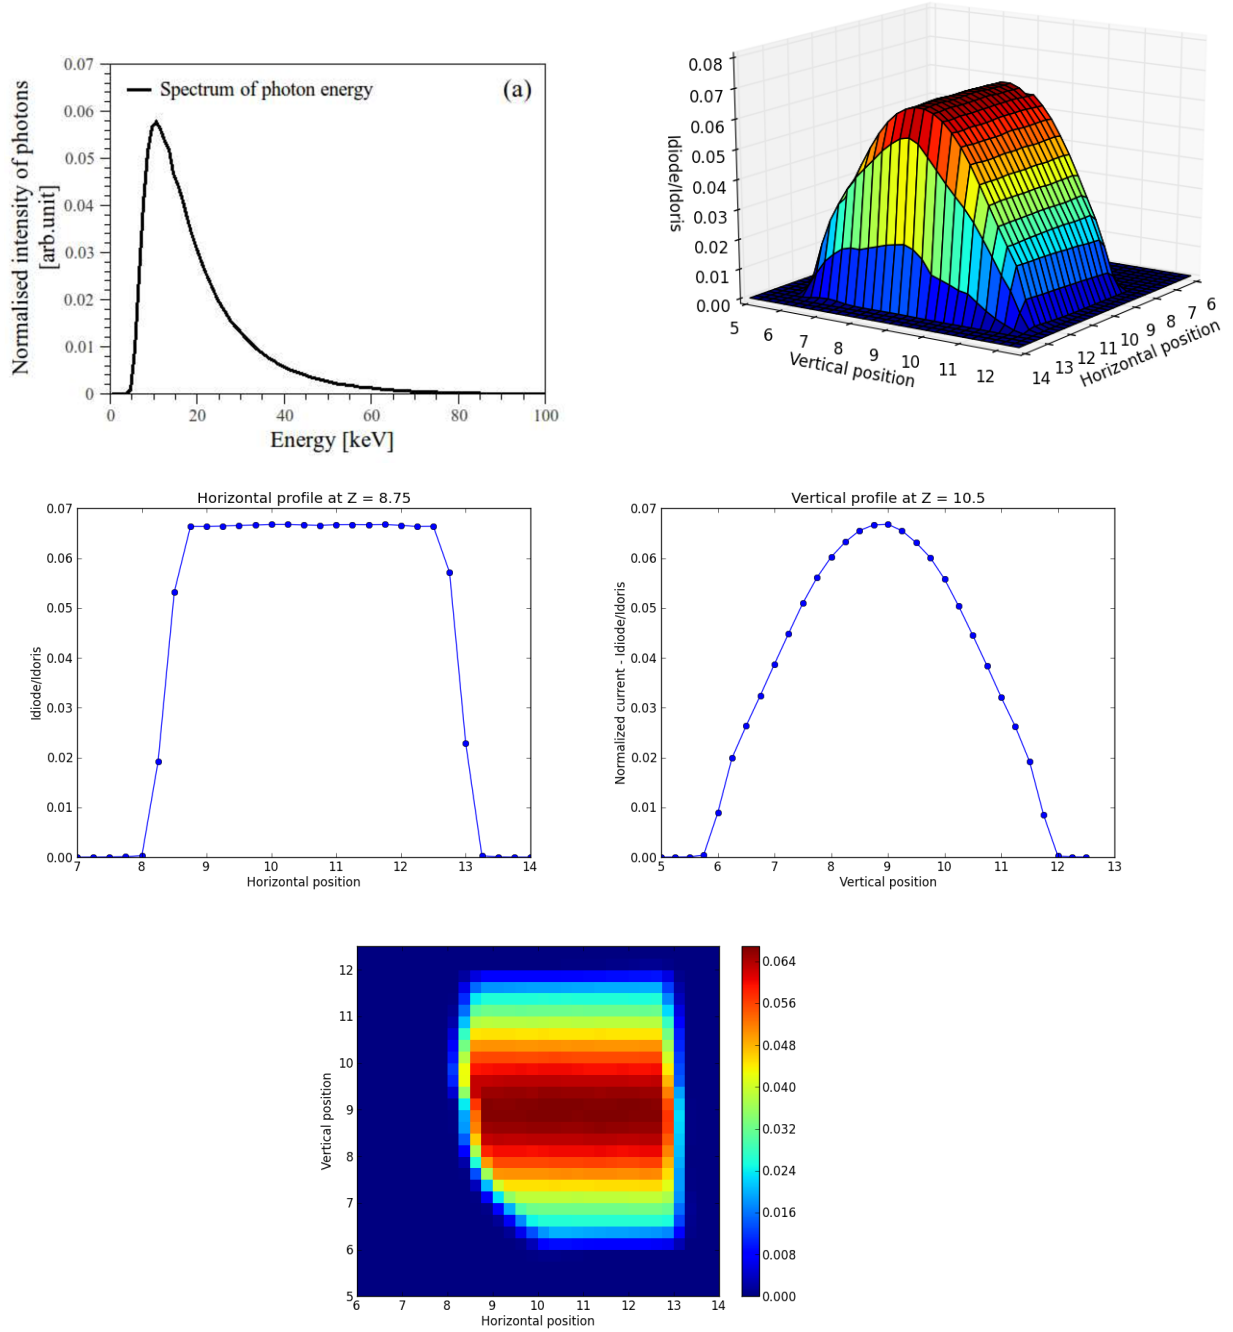 Normalised intensity of photons
[arb.unit]
0.07
0.06
0.05
0.04
0.03
0.02
0.01
0
Spectrum of photon energy
(a)
0 20 40 60 80 100
Energy [keV]
Idiode/Idoris
0.08
0.07
0.06
0.05
0.04
0.03
0.02
0.01
0.00
5 6 7 8 9 10 11 12
Vertical position
14 13 12 11 10 9 8 7 6
Horizontal position
Horizontal profile at Z = 8.75
Idiode/Idoris
0.07
0.06
0.05
0.04
0.03
0.02
0.01
0.00
7 8 9 10 11 12 13 14
Horizontal position
Vertical profile at Z = 10.5
Normalized current - Idiode/Idoris
0.07
0.06
0.05
0.04
0.03
0.02
0.01
0.00
5 6 7 8 9 10 11 12 13
Vertical position
Vertical position
12
11
10
9
8
7
6
5
6 7 8 9 10 11 12 13 14
Horizontal position
0.064
0.056
0.048
0.040
0.032
0.024
0.016
0.008
0.000